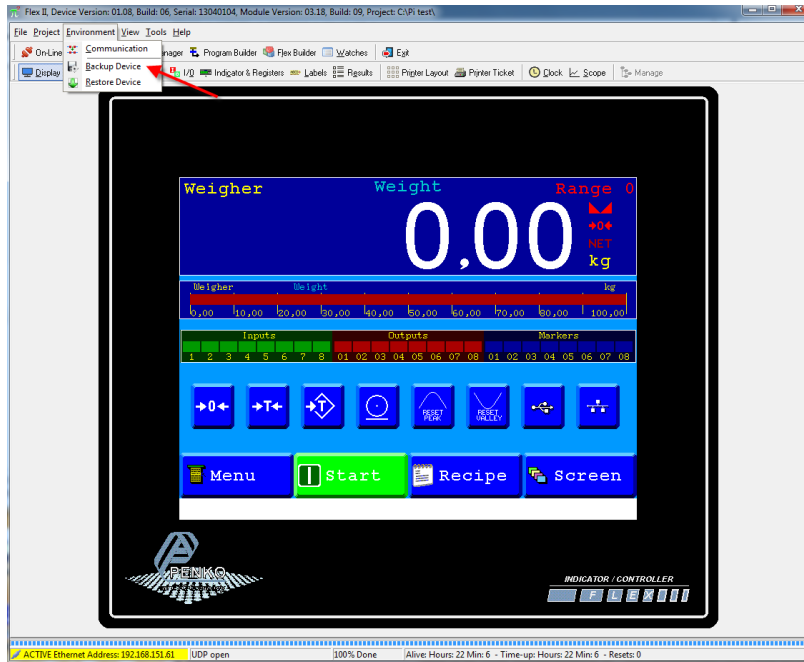 Flex II, Device Version: 01.08, Build: 06, Serial: 13040104, Module Version: 03.18, Build: 09, Project: C:\Pi test\
File Project Environment View Tools Help
On-Line Communication nager Program Builder Flex Builder Watches Exit
Display Backup Device I/O Indicator & Registers Labels Results Printer Layout Printer Ticket Clock Scope Manage
Restore Device
Weigher Weight Range 0
0,00
→0←
NET
kg
Weigher Weight kg
0,00 10,00 20,00 30,00 40,00 50,00 60,00 70,00 80,00 100,00
Inputs Outputs Markers
1 2 3 4 5 6 7 8 01 02 03 04 05 06 07 08 01 02 03 04 05 06 07 08
→0← →T← →T RESET PEAK RESET VALLEY
Menu Start Recipe Screen
PENKO
INDICATOR / CONTROLLER
FLEX
ACTIVE Ethernet Address: 192.168.151.61 UDP open 100% Done Alive: Hours: 22 Min: 6 - Time-up: Hours: 22 Min: 6 - Resets: 0